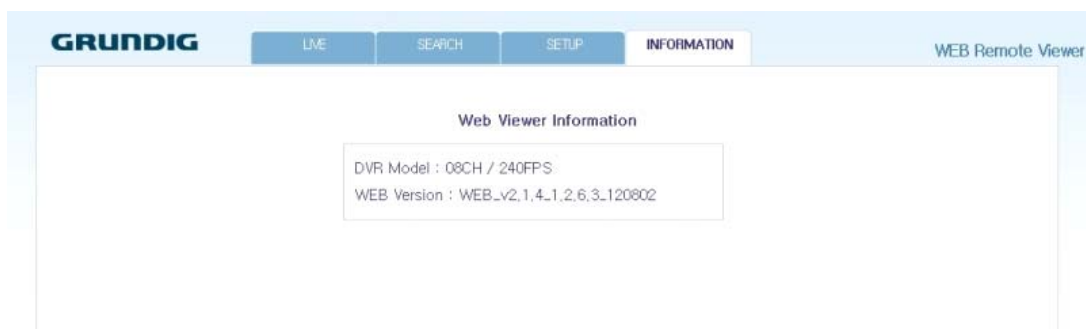 GRUNDIG
LIVE SEARCH SETUP INFORMATION
WEB Remote Viewer
Web Viewer Information
DVR Model : 08CH / 240FPS
WEB Version : WEB_v2,1,4_1,2,6,3_120802